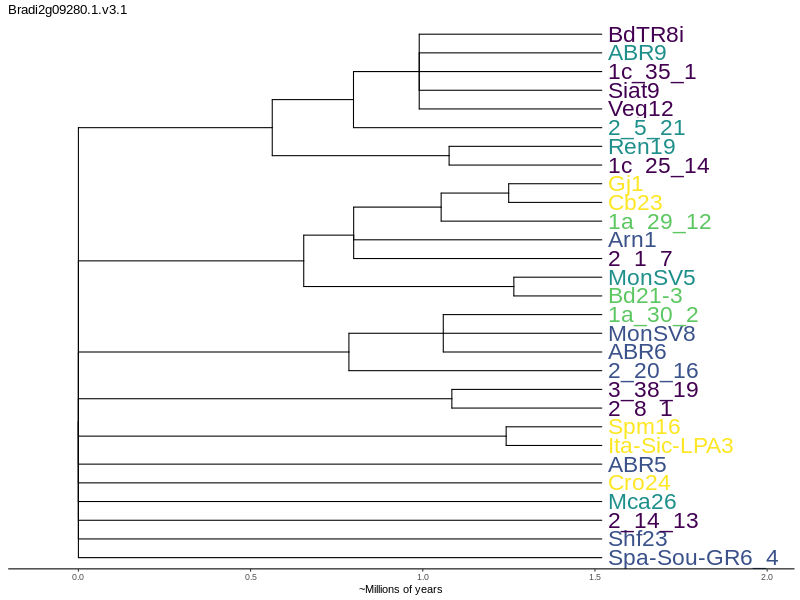 Bradi2g09280.1.v3.1
BdTR8i
ABR9
1c_35_1
Siat9
Veq12
2_5_21
Ren19
1c_25_14
Gj1
Cb23
1a_29_12
Arn1
2_1_7
MonSV5
Bd21-3
1a_30_2
MonSV8
ABR6
2_20_16
3_38_19
2_8_1
Spm16
Ita-Sic-LPA3
ABR5
Cro24
Mca26
2_14_13
Shf23
Spa-Sou-GR6_4
0.0 0.5 1.0 1.5 2.0
~Millions of years